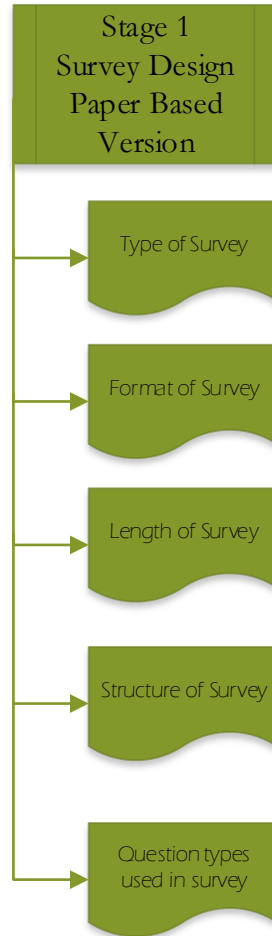 Stage 1
Survey Design
Paper Based
Version
Type of Survey
Format of Survey
Length of Survey
Structure of Survey
Question types
used in survey